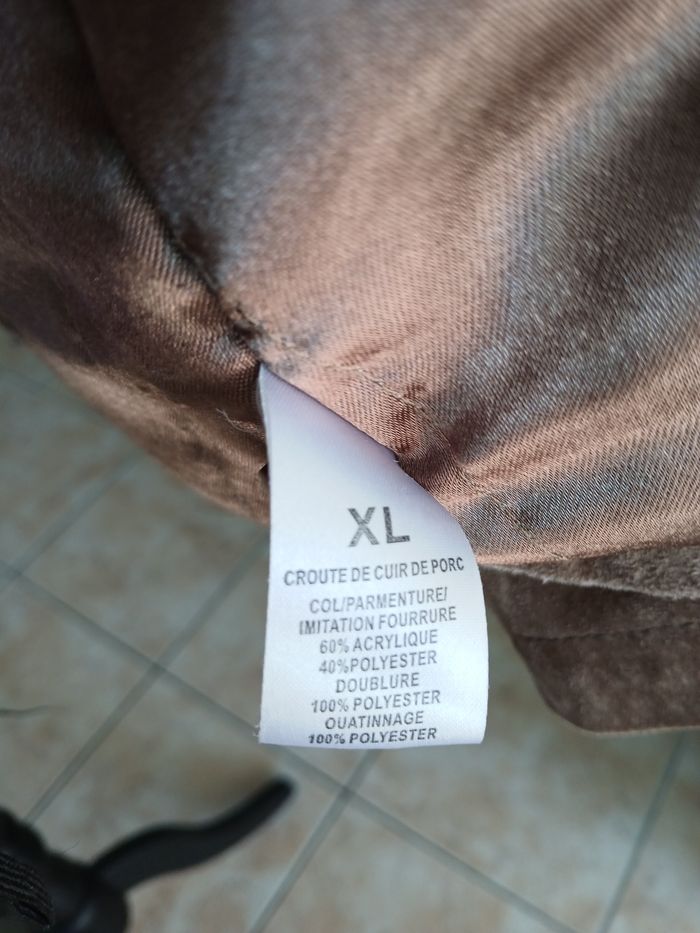 XL
CROUTE DE CUIR DE PORC
COL/PARMENTURE/
IMITATION FOURRURE
60% ACRYLIQUE
40%POLYESTER
DOUBLURE
100% POLYESTER
OUATINNAGE
100% POLYESTER